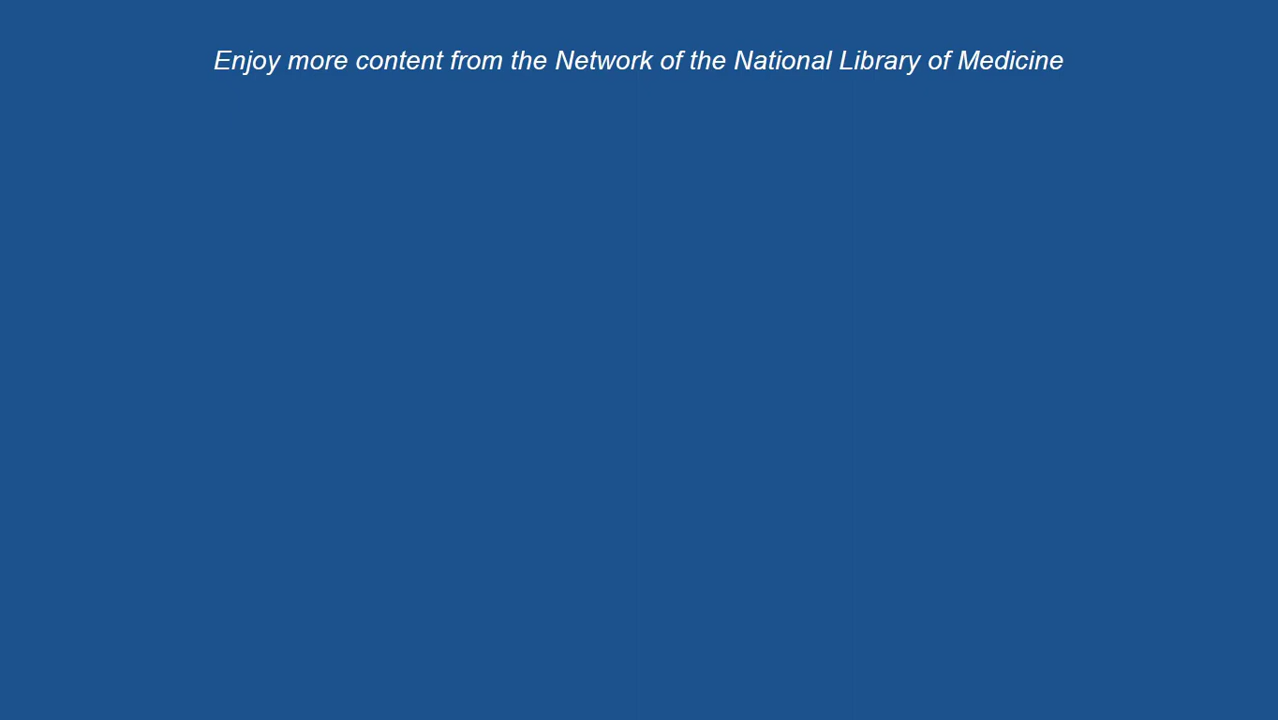 Enjoy more content from the Network of the National Library of Medicine